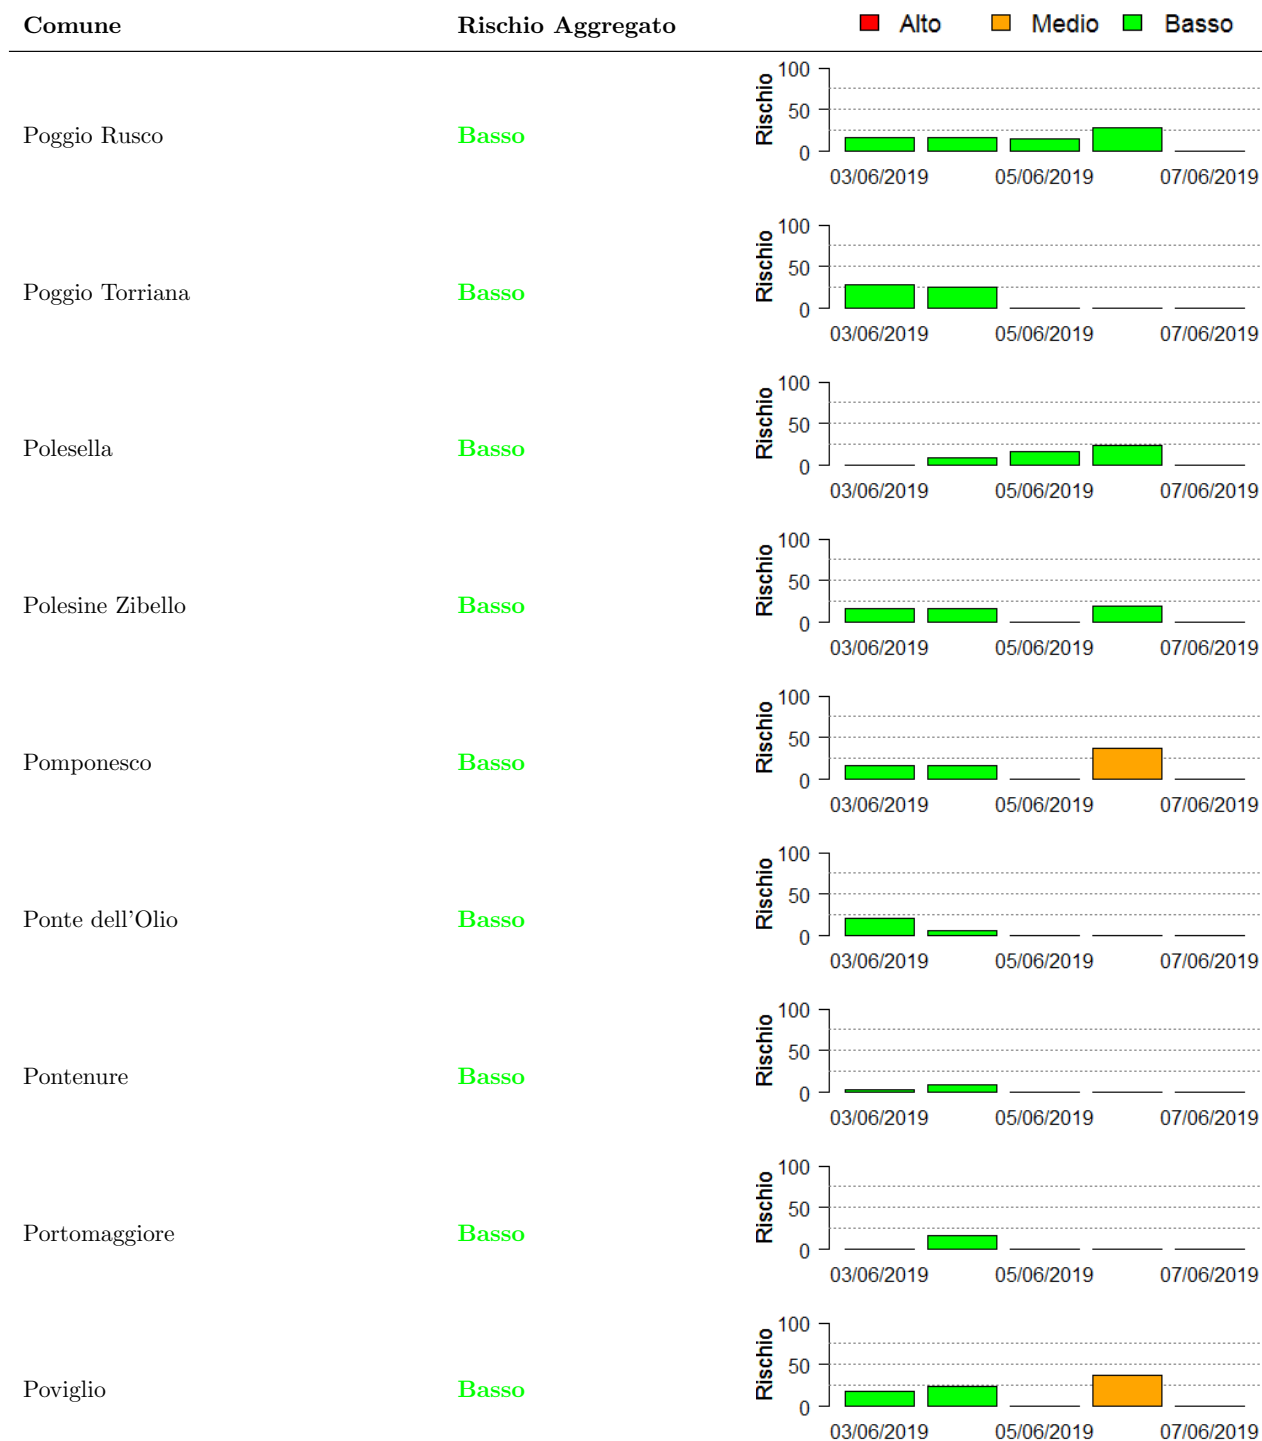 Comune Rischio Aggregato Alto Medio Basso
Poggio Rusco Basso Rischio 100 50 0
03/06/2019 05/06/2019 07/06/2019
Poggio Torriana Basso Rischio 100 50 0
03/06/2019 05/06/2019 07/06/2019
Polesella Basso Rischio 100 50 0
03/06/2019 05/06/2019 07/06/2019
Polesine Zibello Basso Rischio 100 50 0
03/06/2019 05/06/2019 07/06/2019
Pomponesco Basso Rischio 100 50 0
03/06/2019 05/06/2019 07/06/2019
Ponte dell'Olio Basso Rischio 100 50 0
03/06/2019 05/06/2019 07/06/2019
Pontenure Basso Rischio 100 50 0
03/06/2019 05/06/2019 07/06/2019
Portomaggiore Basso Rischio 100 50 0
03/06/2019 05/06/2019 07/06/2019
Poviglio Basso Rischio 100 50 0
03/06/2019 05/06/2019 07/06/2019